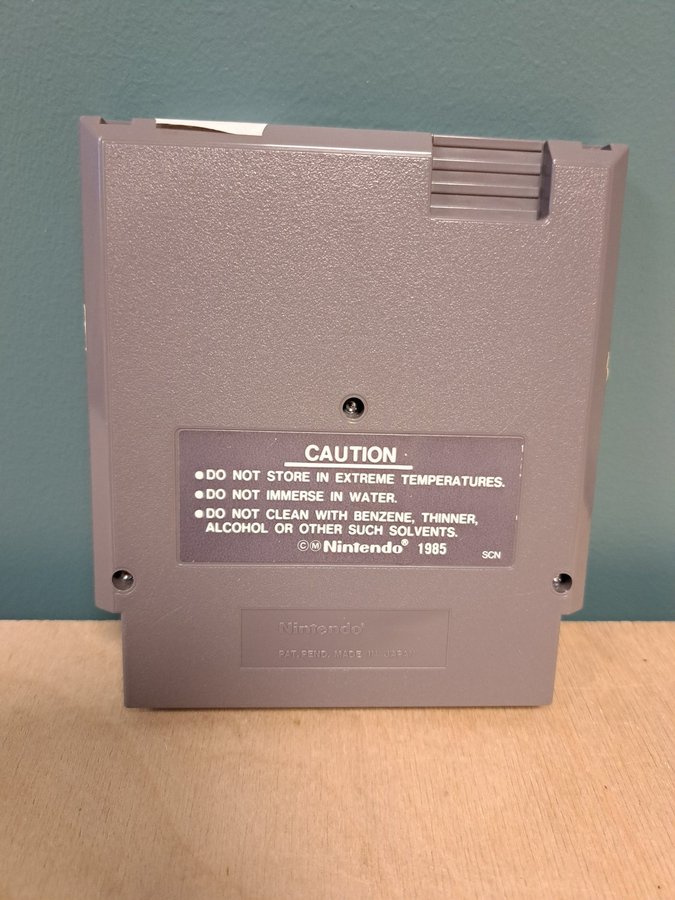 CAUTION
●DO NOT STORE IN EXTREME TEMPERATURES.
●DO NOT IMMERSE IN WATER.
●DO NOT CLEAN WITH BENZENE, THINNER,
ALCOHOL OR OTHER SUCH SOLVENTS.
ⒸⓂNintendo® 1985
SCN
Nintendo®
PAT. PEND. MADE IN JAPAN